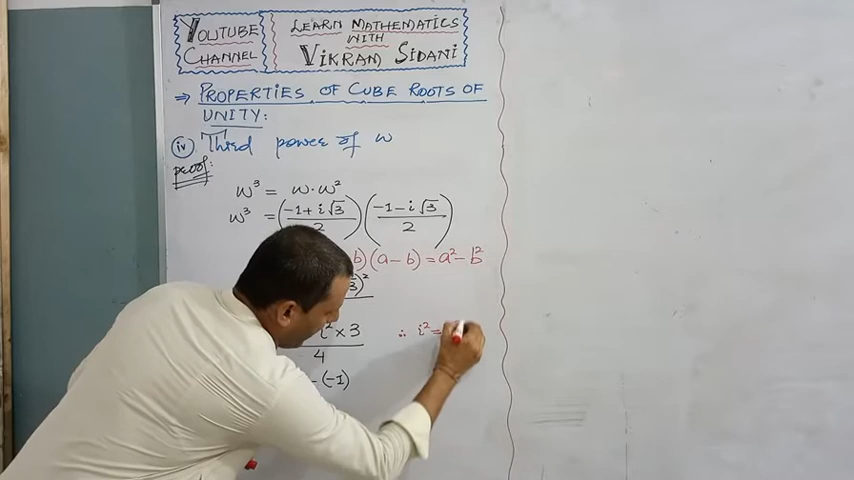 YOUTUBE
CHANNEL
LEARN MATHEMATICS
WITH
VIKRAM SIDANI
⇒ PROPERTIES OF CUBE ROOTS OF
UNITY:
(iv) Third power of ω
proof:
ω³ = ω·ω²
ω³ = ((-1+i√3)/2)((-1-i√3)/2)
b)(a-b) = a²-b²
3)²
i² × 3
4
∴ i² =
-(-1)